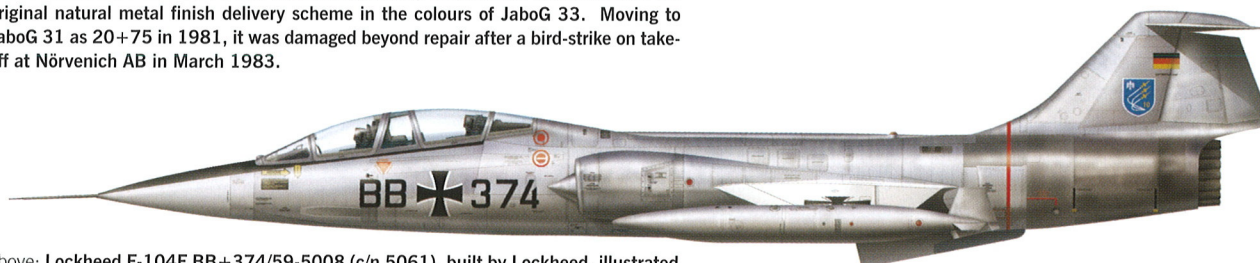 riginal natural metal finish delivery scheme in the colours of JaboG 33. Moving to
aboG 31 as 20+75 in 1981, it was damaged beyond repair after a bird-strike on take-
ff at Nörvenich AB in March 1983.
BB 374
bove: Lockheed F-104F BB+374/59-5008 (c/n 5061), built by Lockheed, illustrated